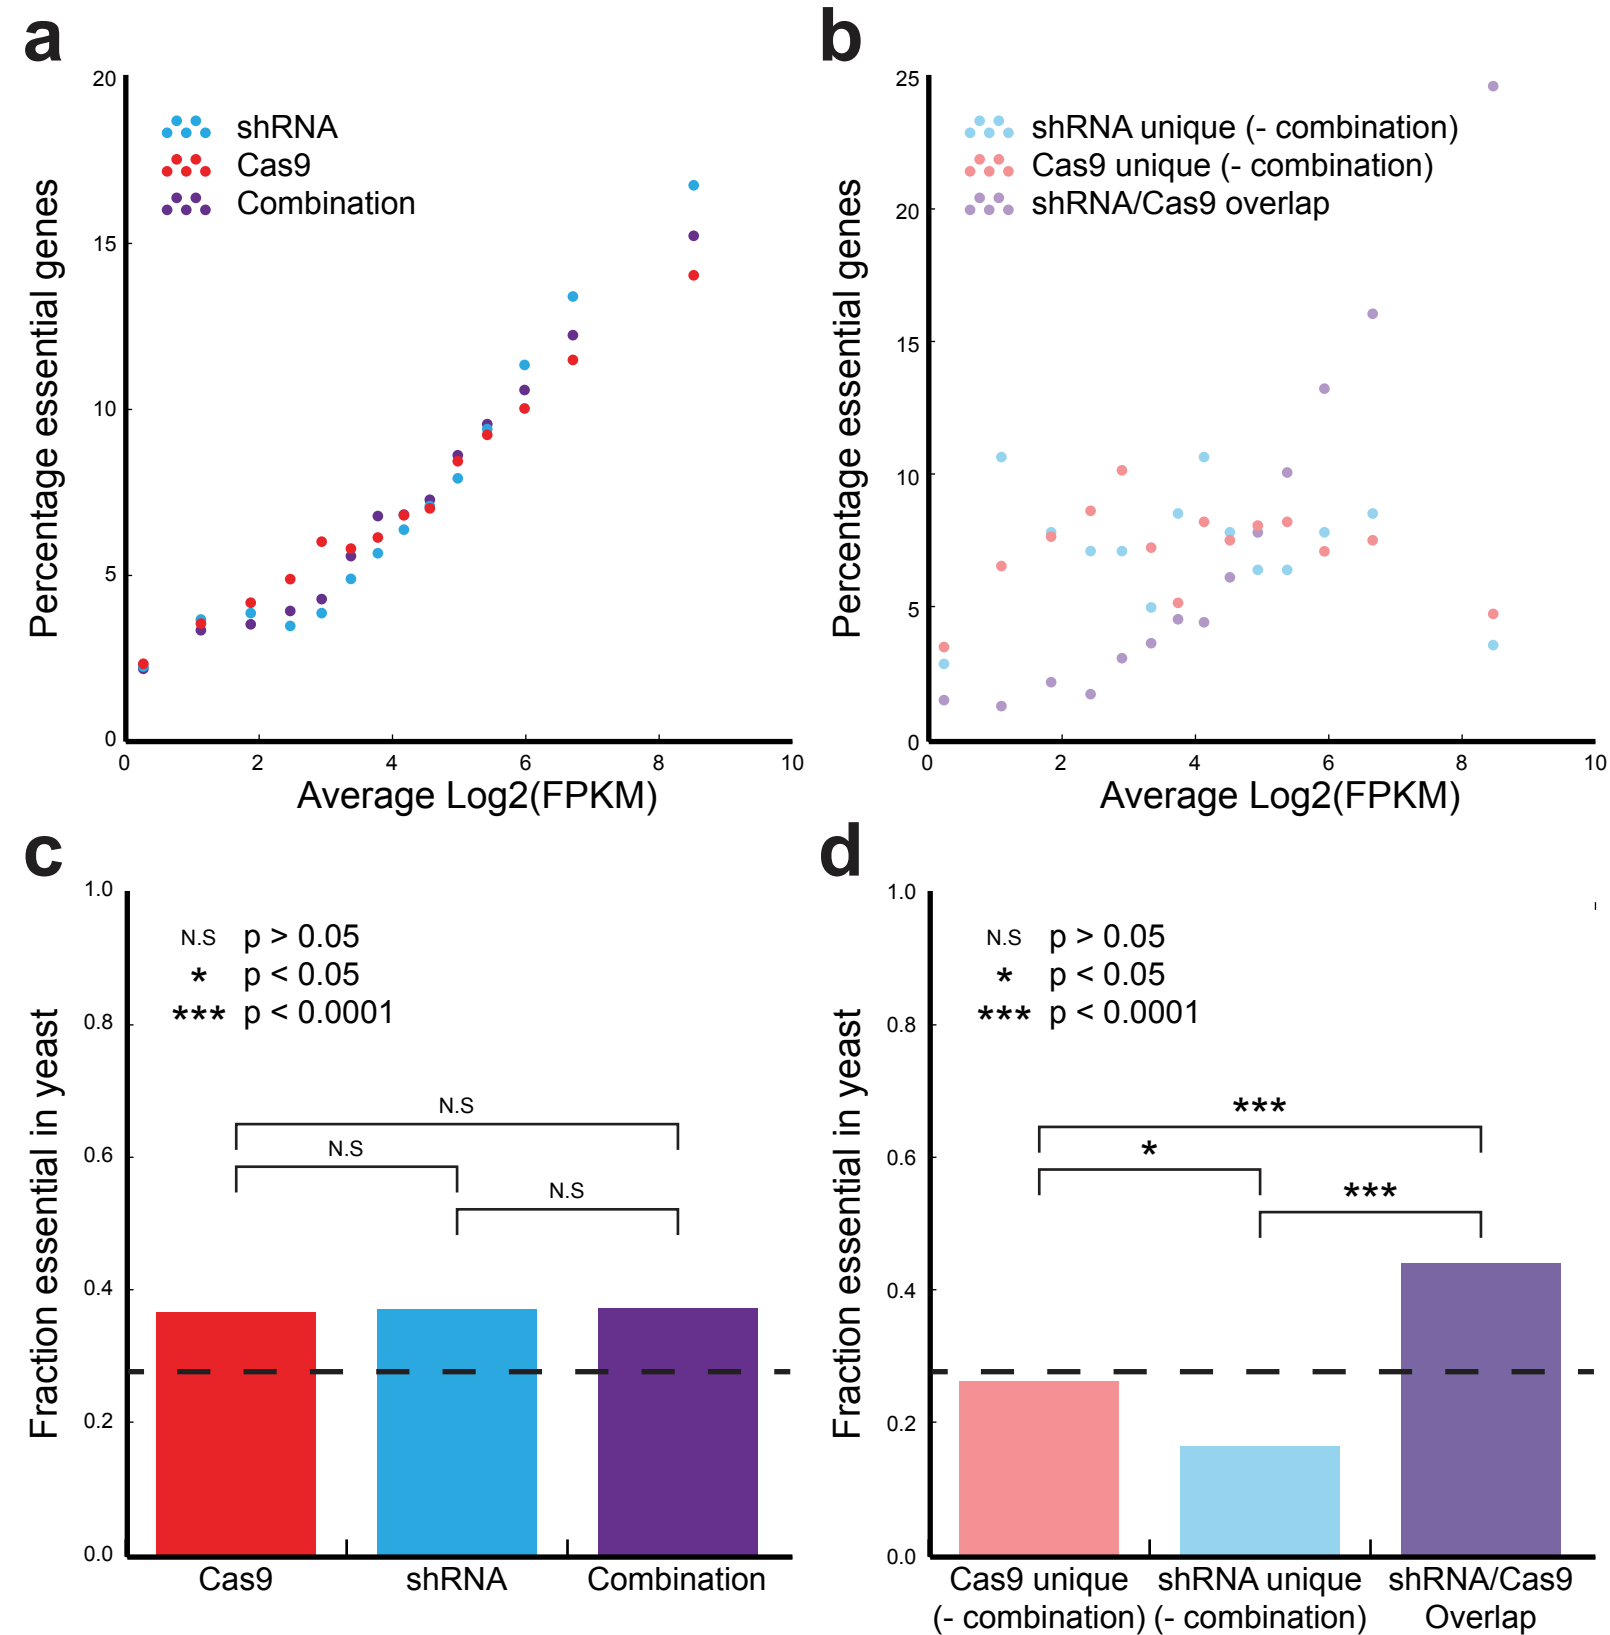 a
20
15
10
5
0
shRNA
Cas9
Combination
Percentage essential genes
0 2 4 6 8 10
Average Log2(FPKM)
b
25
20
15
10
5
0
shRNA unique (- combination)
Cas9 unique (- combination)
shRNA/Cas9 overlap
Percentage essential genes
0 2 4 6 8 10
Average Log2(FPKM)
c
1.0
0.8
0.6
0.4
0.2
0.0
N.S p > 0.05
* p < 0.05
*** p < 0.0001
N.S
N.S
N.S
Fraction essential in yeast
Cas9 shRNA Combination
d
1.0
0.8
0.6
0.4
0.2
0.0
N.S p > 0.05
* p < 0.05
*** p < 0.0001
***
*
***
Fraction essential in yeast
Cas9 unique shRNA unique shRNA/Cas9
(- combination) (- combination) Overlap